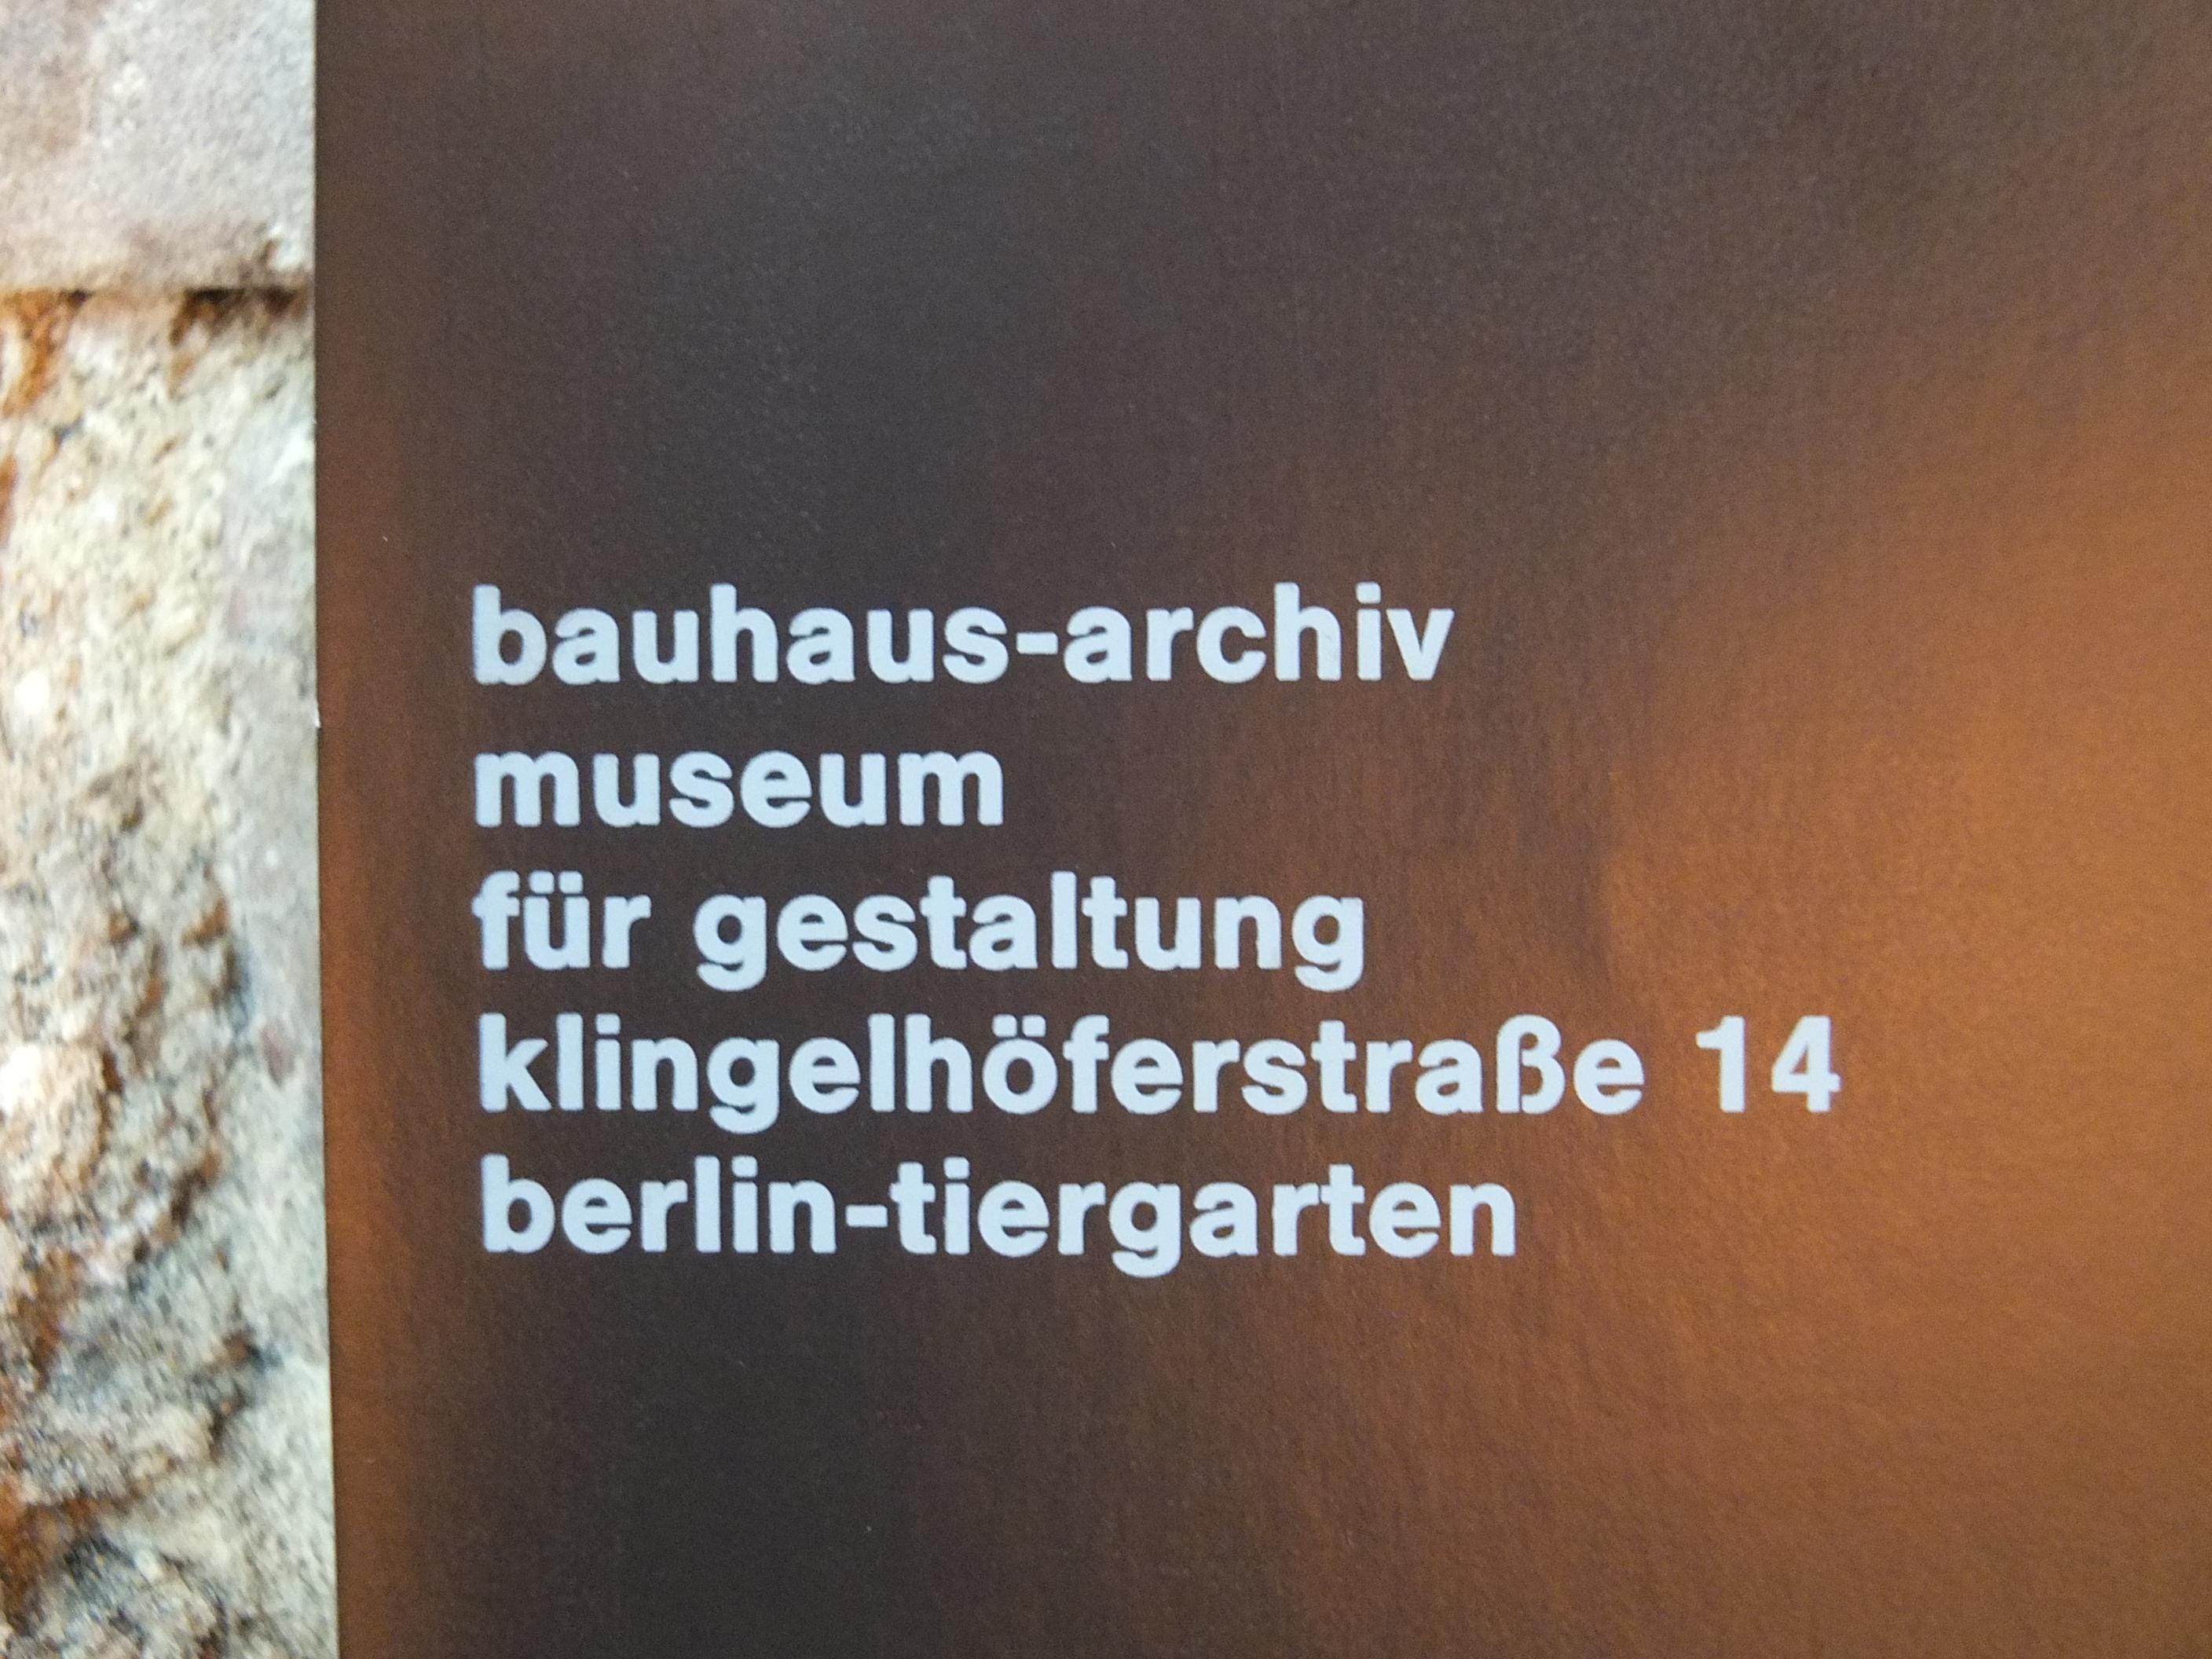 bauhaus-archiv
museum
für gestaltung
klingelhöferstraße 14
berlin-tiergarten